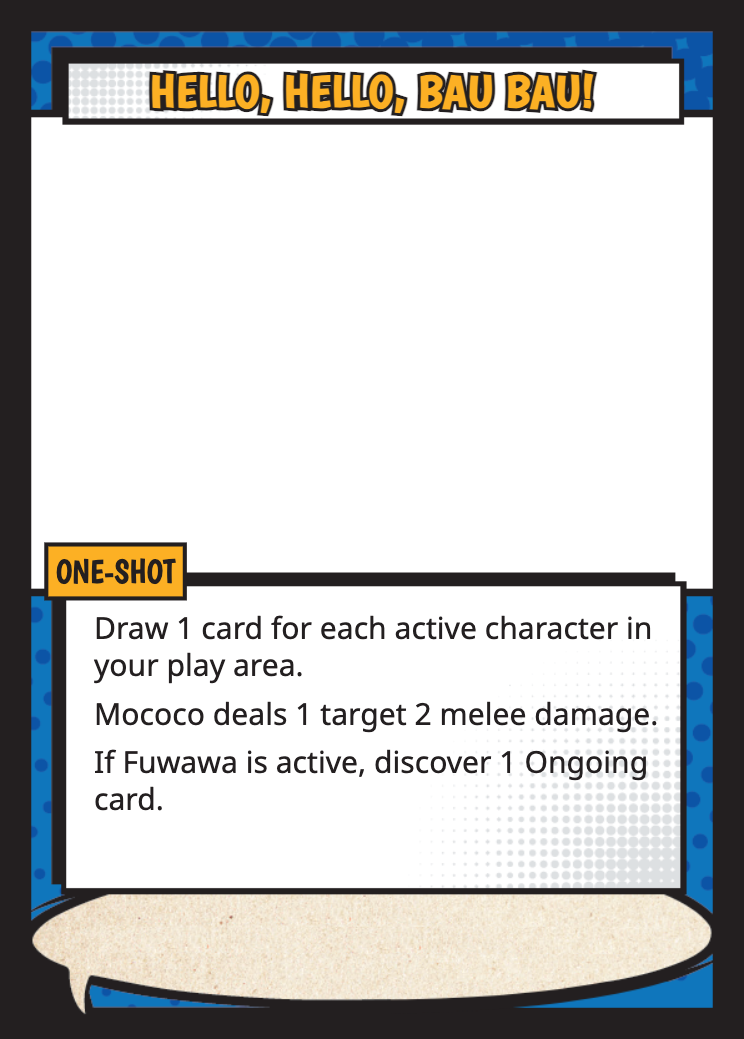 HELLO, HELLO, BAU BAU!
ONE-SHOT
Draw 1 card for each active character in
your play area.
Mococo deals 1 target 2 melee damage.
If Fuwawa is active, discover 1 Ongoing
card.